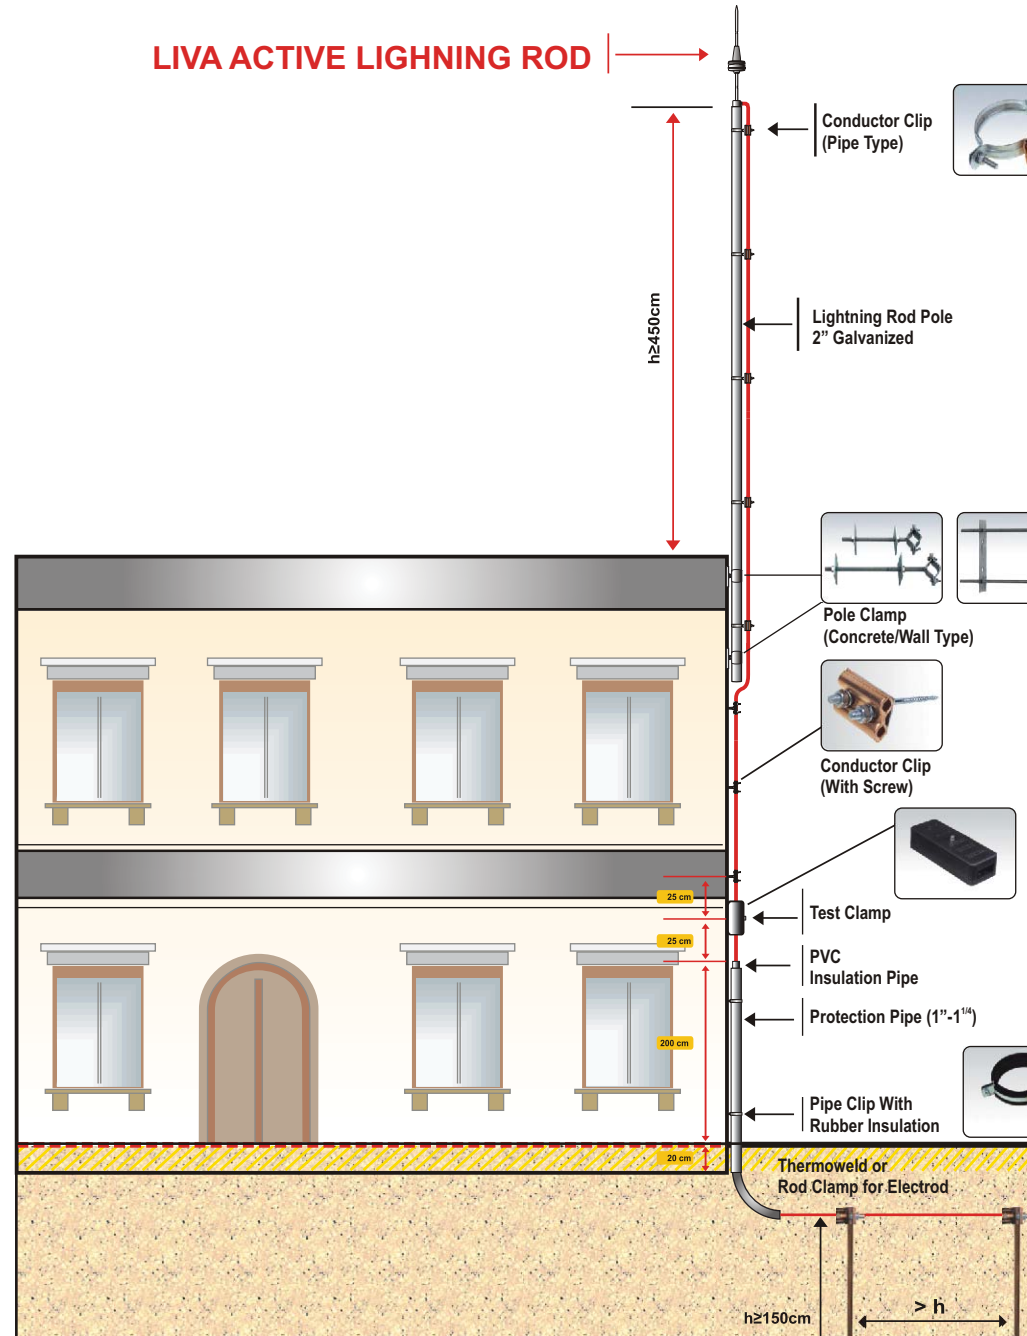 LIVA ACTIVE LIGHNING ROD
Conductor Clip
(Pipe Type)
h≥450cm
Lightning Rod Pole
2” Galvanized
Pole Clamp
(Concrete/Wall Type)
Conductor Clip
(With Screw)
25 cm
Test Clamp
25 cm
PVC
Insulation Pipe
Protection Pipe (1”-1 1/4)
200 cm
Pipe Clip With
Rubber Insulation
20 cm
Thermoweld or
Rod Clamp for Electrod
> h
h≥150cm